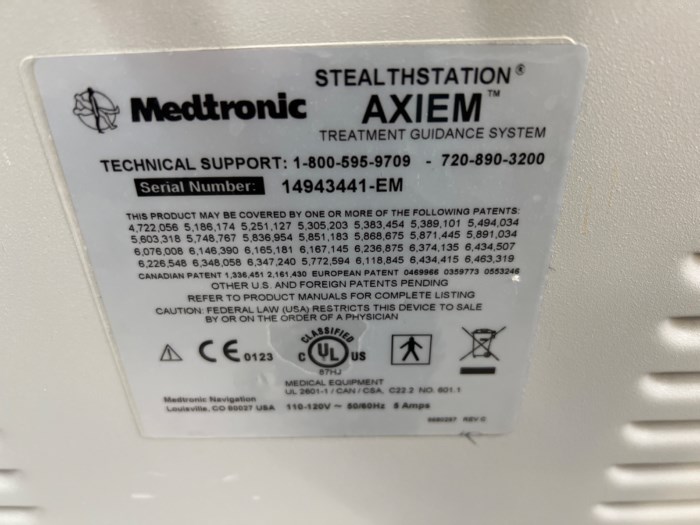 STEALTHSTATION®
Medtronic AXIEM™
TREATMENT GUIDANCE SYSTEM
TECHNICAL SUPPORT: 1-800-595-9709 - 720-890-3200
Serial Number: 14943441-EM
THIS PRODUCT MAY BE COVERED BY ONE OR MORE OF THE FOLLOWING PATENTS:
4,722,056 5,186,174 5,251,127 5,305,203 5,383,454 5,389,101 5,494,034
5,603,318 5,748,767 5,836,954 5,851,183 5,868,675 5,871,445 5,891,034
6,076,008 6,146,390 6,165,181 6,167,145 6,236,875 6,374,135 6,434,507
6,226,548 6,348,058 6,347,240 5,772,594 6,118,845 6,434,415 6,463,319
CANADIAN PATENT 1,336,451 2,161,430 EUROPEAN PATENT 0469966 0359773 0553246
OTHER U.S. AND FOREIGN PATENTS PENDING
REFER TO PRODUCT MANUALS FOR COMPLETE LISTING
CAUTION: FEDERAL LAW (USA) RESTRICTS THIS DEVICE TO SALE
BY OR ON THE ORDER OF A PHYSICIAN
CLASSIFIED
CE 0123 C UL US
87HJ
MEDICAL EQUIPMENT
UL 2601-1 / CAN / CSA, C22.2 NO. 601.1
Medtronic Navigation
Louisville, CO 80027 USA 110-120V ~ 50/60Hz 8 Amps
REV:C